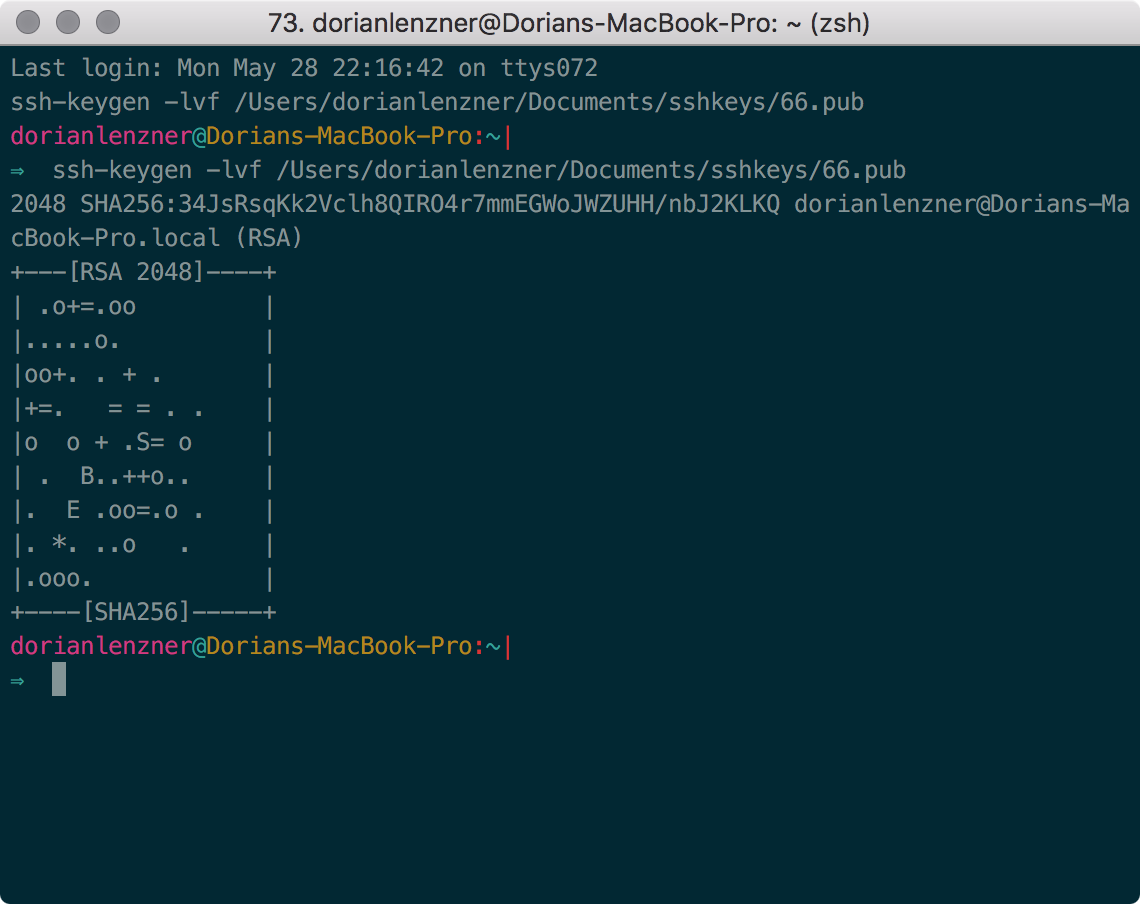 73. dorianlenzner@Dorians-MacBook-Pro: ~ (zsh)
Last login: Mon May 28 22:16:42 on ttys072
ssh-keygen -lvf /Users/dorianlenzner/Documents/sshkeys/66.pub
dorianlenzner@Dorians-MacBook-Pro:~|
⇒  ssh-keygen -lvf /Users/dorianlenzner/Documents/sshkeys/66.pub
2048 SHA256:34JsRsqKk2Vclh8QIRO4r7mmEGWoJWZUHH/nbJ2KLKQ dorianlenzner@Dorians-Ma
cBook-Pro.local (RSA)
+---[RSA 2048]----+
| .o+=.oo         |
|.....o.          |
|oo+. . + .       |
|+=.   = = . .    |
|o  o + .S= o     |
| .  B..++o..     |
|.  E .oo=.o .    |
|. *. ..o   .     |
|.ooo.            |
+----[SHA256]-----+
dorianlenzner@Dorians-MacBook-Pro:~|
⇒